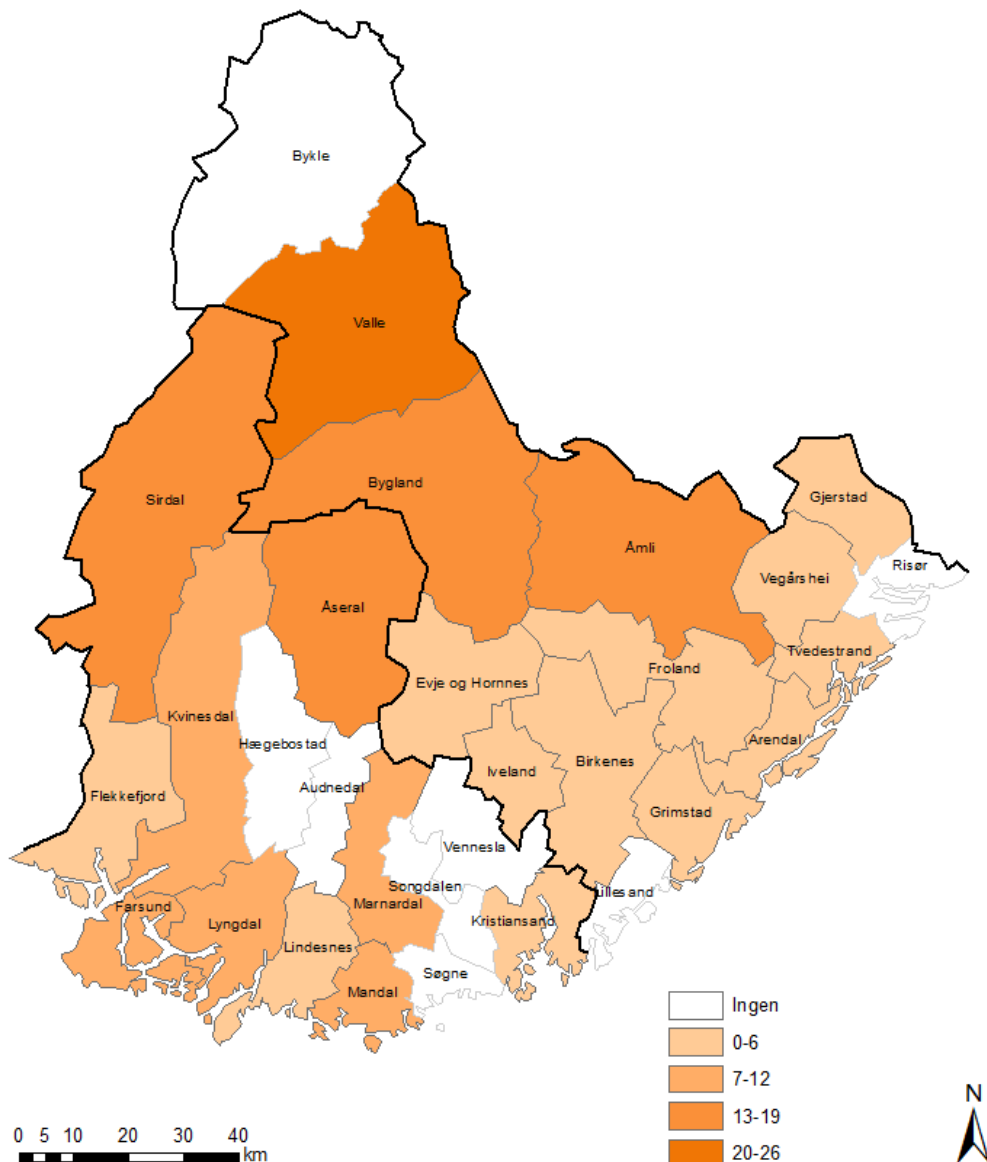 Bykle
Valle
Sirdal
Bygland
Gjerstad
Åmli
Risør
Vegårshei
Åseral
Tvedestrand
Froland
Evje og Hornnes
Kvinesdal
Hægebostad
Arendal
Birkenes
Iveland
Audnedal
Flekkefjord
Grimstad
Vennesla
Songdalen
Lillesand
Marnardal
Farsund
Kristiansand
Lyngdal
Lindesnes
Søgne
Mandal
Ingen
0-6
7-12
13-19
20-26
N
0 5 10 20 30 40
km